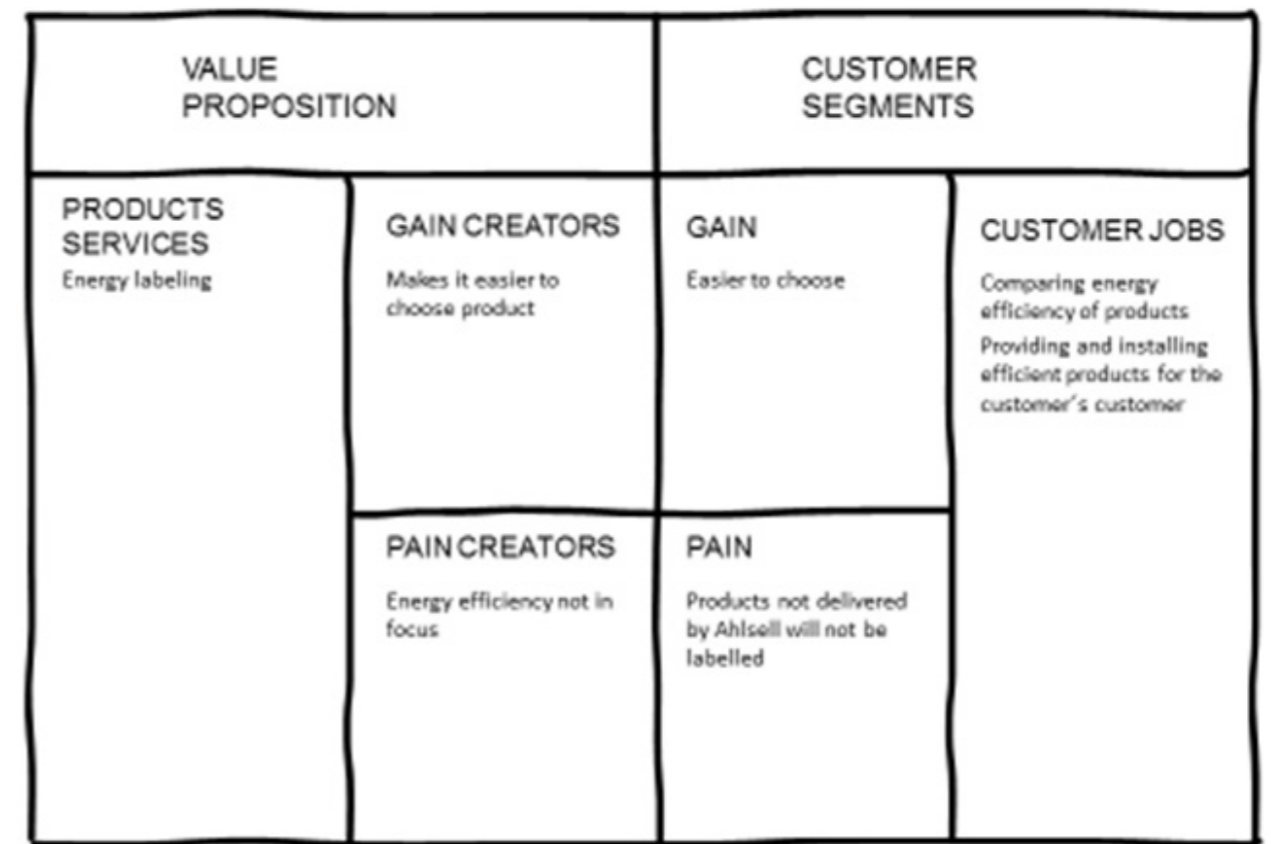 VALUE
PROPOSITION
CUSTOMER
SEGMENTS
PRODUCTS
SERVICES
Energy labeling
GAIN CREATORS
Makes it easier to
choose product
GAIN
Easier to choose
CUSTOMER JOBS
Comparing energy
efficiency of products
Providing and installing
efficient products for the
customer's customer
PAIN CREATORS
Energy efficiency not in
focus
PAIN
Products not delivered
by Ahlsell will not be
labelled